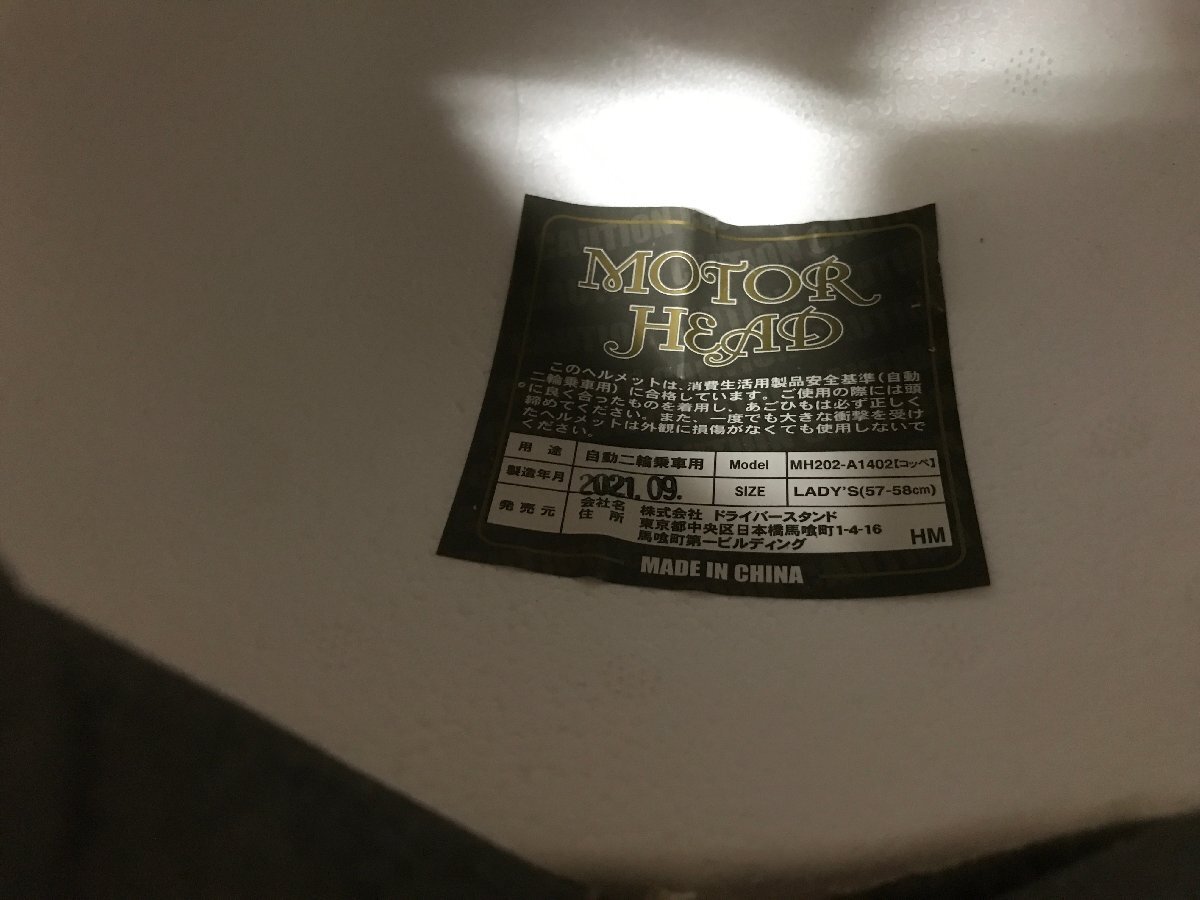 MOTOR
HEAD
このヘルメットは、消費生活用製品安全基準(自動
二輪乗車用)に合格しています。ご使用の際には頭
に良く合ったものを着用し、あごひもは必ず正しく
締めてください。また、一度でも大きな衝撃を受け
たヘルメットは外観に損傷がなくても使用しないで
ください。
用途 自動二輪乗車用 Model MH202-A1402【コッペ】
製造年月 2021.09. SIZE LADY'S(57-58cm)
発売元 会社名 株式会社 ドライバースタンド
住所 東京都中央区日本橋馬喰町1-4-16
馬喰町第一ビルディング HM
MADE IN CHINA